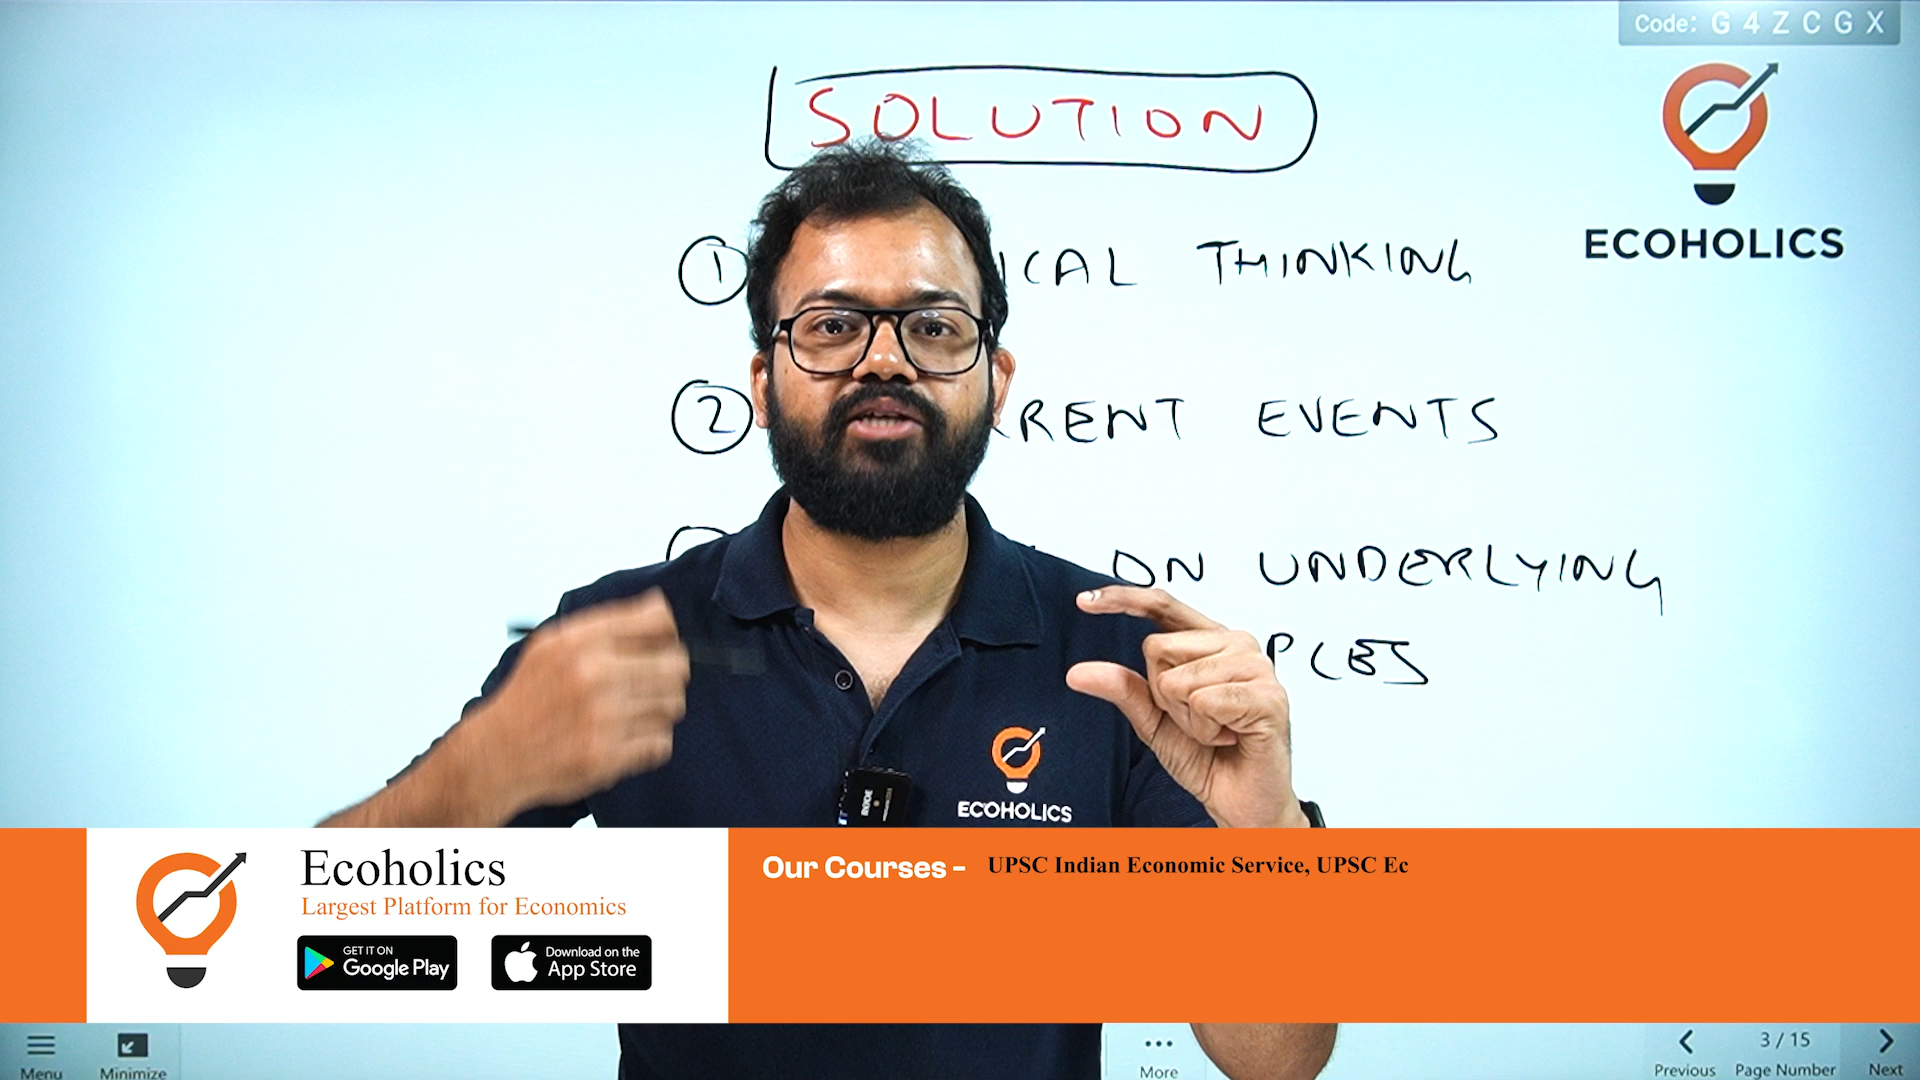 Code: G 4 Z C G X
SOLUTION
ECOHOLICS
1 ICAL THINKING
2 RRENT EVENTS
ON UNDERLYING
PLES
RODE
ECOHOLICS
Ecoholics
Largest Platform for Economics
GET IT ON
Google Play
Download on the
App Store
Our Courses - UPSC Indian Economic Service, UPSC Ec
Menu
Minimize
More
Previous
3 / 15
Page Number
Next